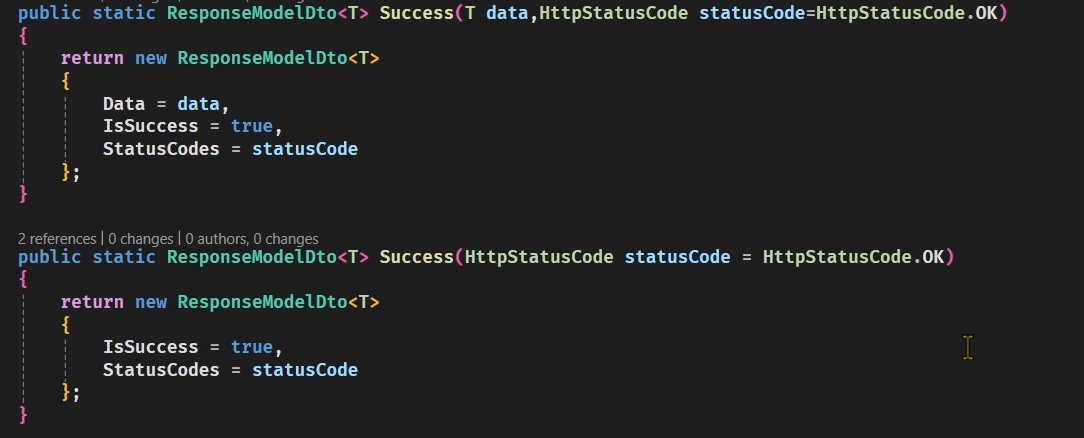 public static ResponseModelDto<T> Success(T data,HttpStatusCode statusCode=HttpStatusCode.OK)
{
return new ResponseModelDto<T>
{
Data = data,
IsSuccess = true,
StatusCodes = statusCode
};
}
2 references | 0 changes | 0 authors, 0 changes
public static ResponseModelDto<T> Success(HttpStatusCode statusCode = HttpStatusCode.OK)
{
return new ResponseModelDto<T>
{
IsSuccess = true,
StatusCodes = statusCode
};
}